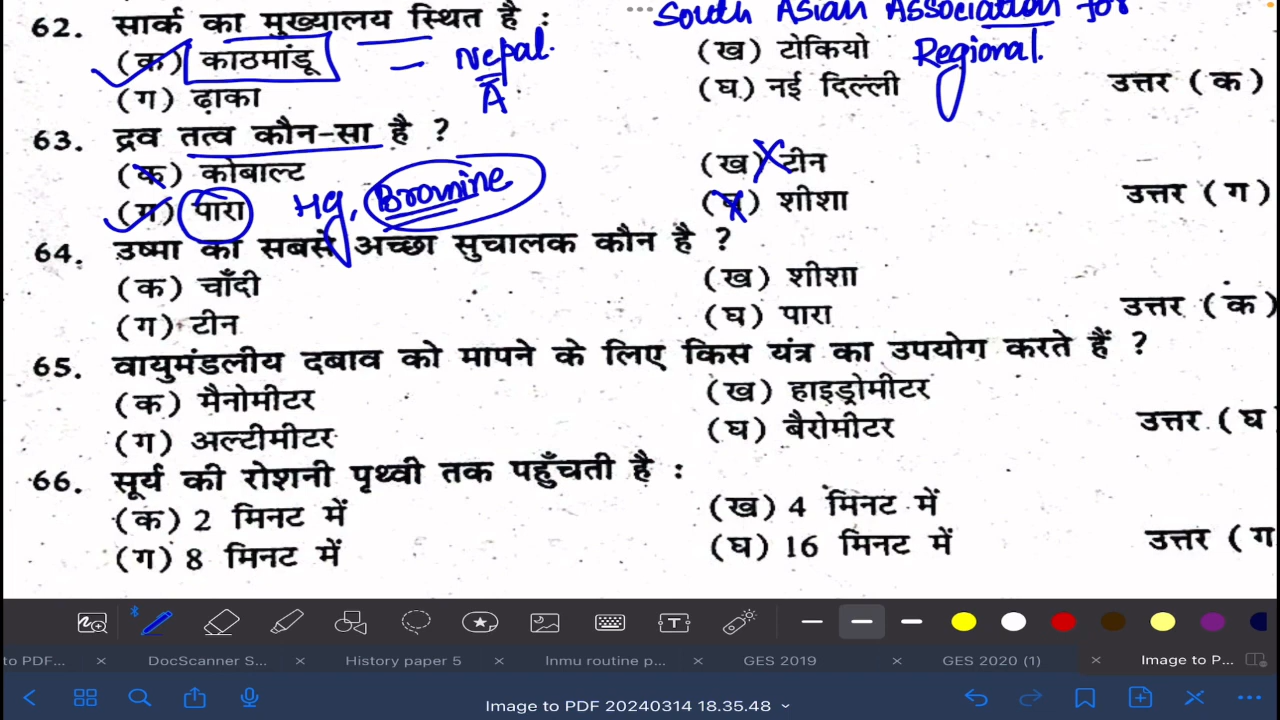 South Asian Association for
62. सार्क का मुख्यालय स्थित है :
(क) काठमांडू – Nepal. (ख) टोकियो Regional.
(ग) ढ़ाका (घ) नई दिल्ली उत्तर (क)
63. द्रव तत्व कौन-सा है ?
(क) कोबाल्ट (ख) टीन
(ग) पारा Hg, Bromine (घ) शीशा उत्तर (ग)
64. उष्मा का सबसे अच्छा सुचालक कौन है ?
(क) चाँदी (ख) शीशा
(ग) टीन (घ) पारा उत्तर (क)
65. वायुमंडलीय दबाव को मापने के लिए किस यंत्र का उपयोग करते हैं ?
(क) मैनोमीटर (ख) हाइड्रोमीटर
(ग) अल्टीमीटर (घ) बैरोमीटर उत्तर (घ
66. सूर्य की रोशनी पृथ्वी तक पहुँचती है :
(क) 2 मिनट में (ख) 4 मिनट में
(ग) 8 मिनट में (घ) 16 मिनट में उत्तर (ग
to PDF... DocScanner S... History paper 5 Inmu routine p... GES 2019 GES 2020 (1) Image to P...
Image to PDF 20240314 18.35.48